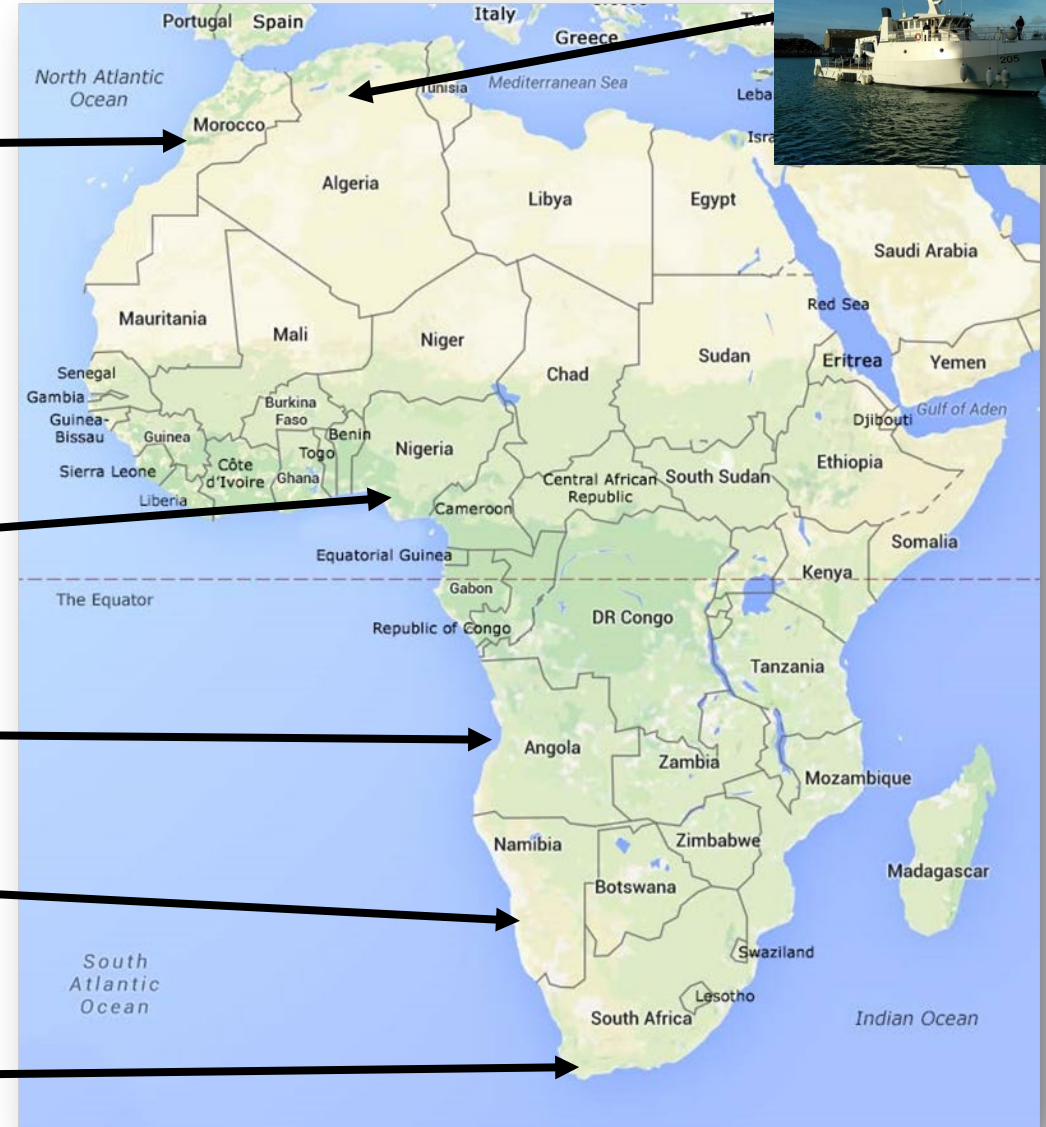 Portugal
Spain
Italy
Greece
North Atlantic
Ocean
Mediterranean Sea
Tunisia
Leba
Isra
205
Morocco
Algeria
Libya
Egypt
Saudi Arabia
Red Sea
Mauritania
Mali
Niger
Chad
Sudan
Eritrea
Yemen
Senegal
Gambia
Guinea-
Bissau
Guinea
Sierra Leone
Liberia
Côte
d'Ivoire
Burkina
Faso
Ghana
Togo
Benin
Nigeria
Djibouti
Gulf of Aden
Ethiopia
Central African
Republic
South Sudan
Cameroon
Somalia
Equatorial Guinea
Kenya
Gabon
The Equator
DR Congo
Republic of Congo
Tanzania
Angola
Zambia
Mozambique
Namibia
Zimbabwe
Botswana
Madagascar
Swaziland
South
Atlantic
Ocean
Lesotho
South Africa
Indian Ocean